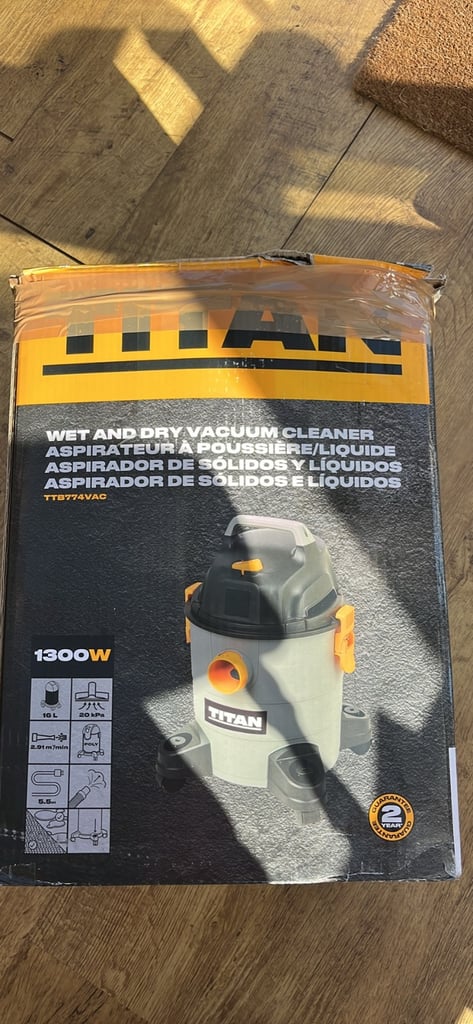 TITAN
WET AND DRY VACUUM CLEANER
ASPIRATEUR À POUSSIÈRE/LIQUIDE
ASPIRADOR DE SÓLIDOS Y LÍQUIDOS
ASPIRADOR DE SÓLIDOS E LÍQUIDOS
TTB774VAC
1300W
16 L
20 kPa
2.91 m³/min
POLY
5.5m
TITAN
GUARANTEE
2
YEAR*
GUARANTEE